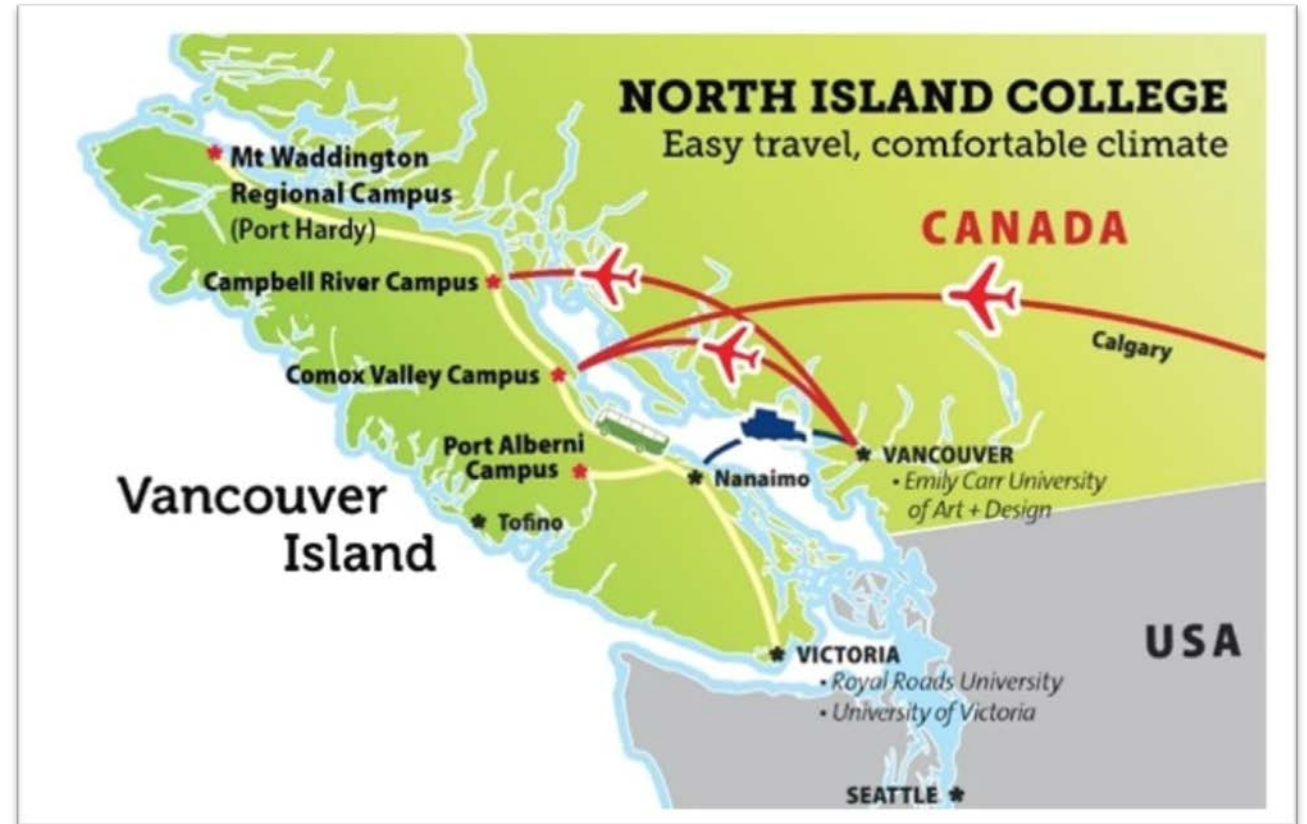 NORTH ISLAND COLLEGE
Easy travel, comfortable climate
Mt Waddington
Regional Campus
(Port Hardy)
CANADA
Campbell River Campus
Calgary
Comox Valley Campus
Port Alberni
Campus
VANCOUVER
• Emily Carr University
of Art + Design
Nanaimo
Vancouver
Island
Tofino
USA
VICTORIA
• Royal Roads University
• University of Victoria
SEATTLE